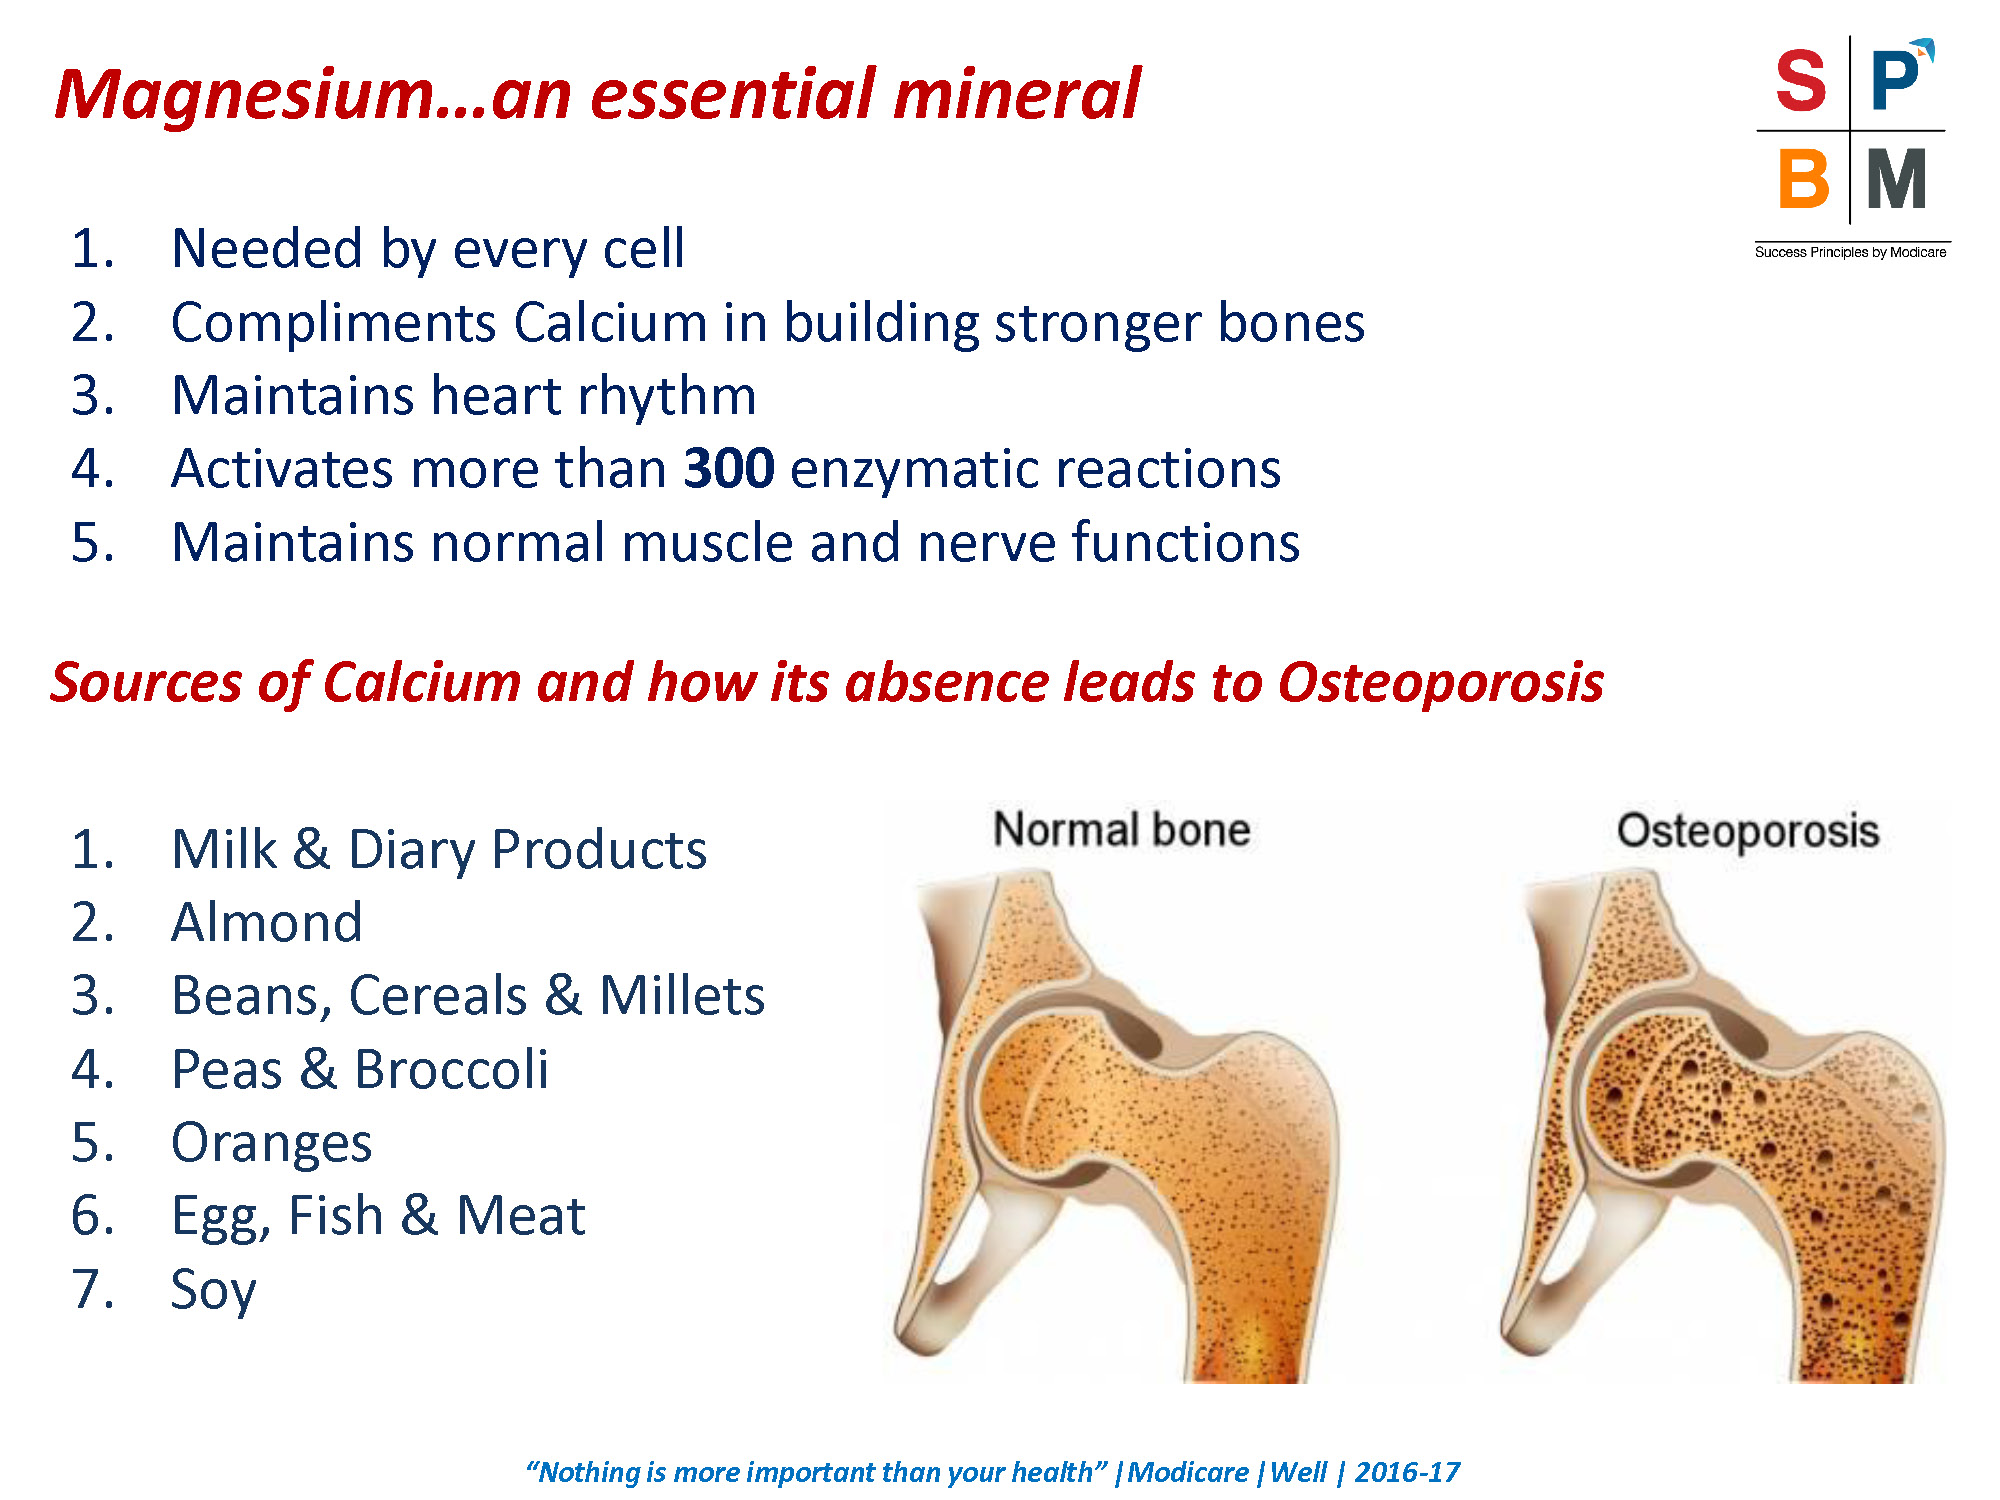 Magnesium...an essential mineral
S P
B M
Success Principles by Modicare
1. Needed by every cell
2. Compliments Calcium in building stronger bones
3. Maintains heart rhythm
4. Activates more than 300 enzymatic reactions
5. Maintains normal muscle and nerve functions
Sources of Calcium and how its absence leads to Osteoporosis
1. Milk & Diary Products
2. Almond
3. Beans, Cereals & Millets
4. Peas & Broccoli
5. Oranges
6. Egg, Fish & Meat
7. Soy
Normal bone
Osteoporosis
“Nothing is more important than your health” |Modicare |Well | 2016-17